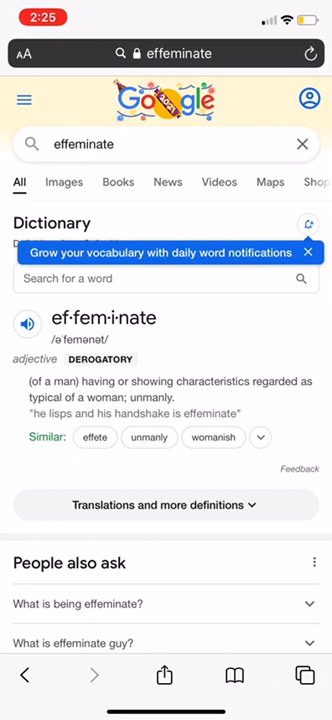 2:25
AA effeminate
Google
2021
effeminate
All Images Books News Videos Maps Shop
Dictionary
Grow your vocabulary with daily word notifications
Search for a word
ef·fem·i·nate
/əˈfemənət/
adjective DEROGATORY
(of a man) having or showing characteristics regarded as
typical of a woman; unmanly.
"he lisps and his handshake is effeminate"
Similar: effete unmanly womanish
Feedback
Translations and more definitions
People also ask
What is being effeminate?
What is effeminate guy?